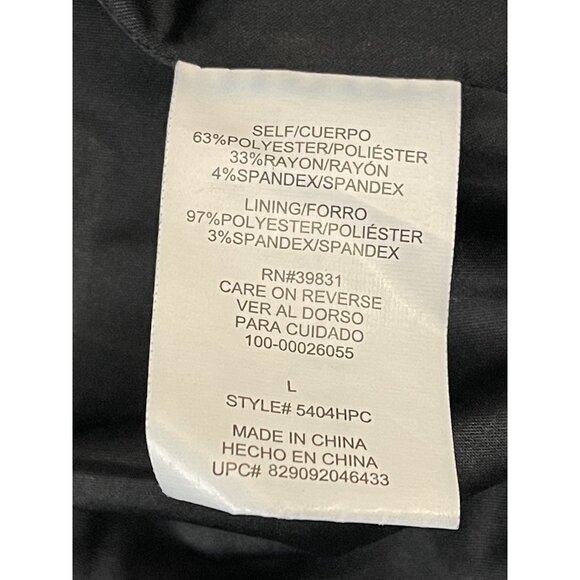 SELF/CUERPO
63%POLYESTER/POLIÉSTER
33%RAYON/RAYÓN
4%SPANDEX/SPANDEX
LINING/FORRO
97%POLYESTER/POLIÉSTER
3%SPANDEX/SPANDEX
RN#39831
CARE ON REVERSE
VER AL DORSO
PARA CUIDADO
100-00026055
L
STYLE# 5404HPC
MADE IN CHINA
HECHO EN CHINA
UPC# 829092046433